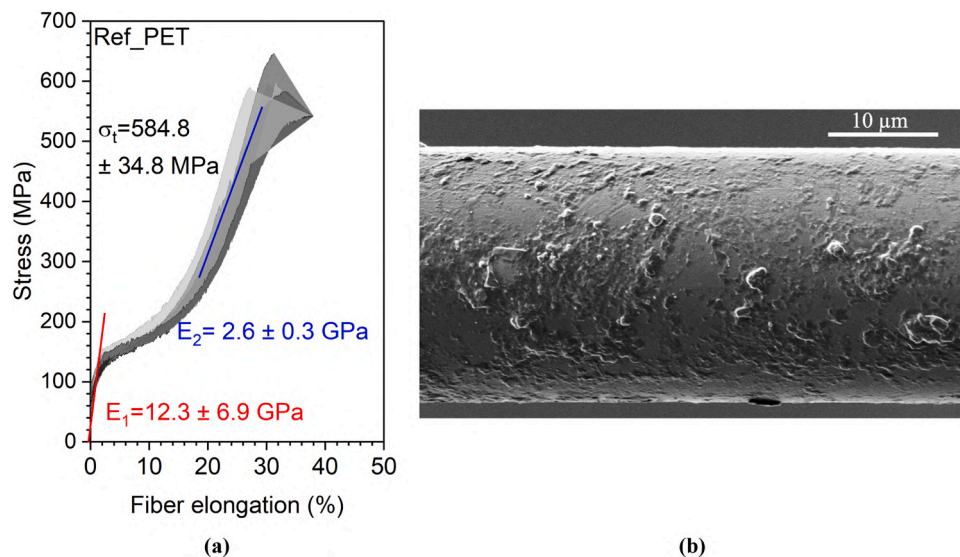 700
600
500
400
300
200
100
0
Stress (MPa)
Ref_PET
σt=584.8
± 34.8 MPa
E2= 2.6 ± 0.3 GPa
E1=12.3 ± 6.9 GPa
0 10 20 30 40 50
Fiber elongation (%)
(a)
10 μm
(b)